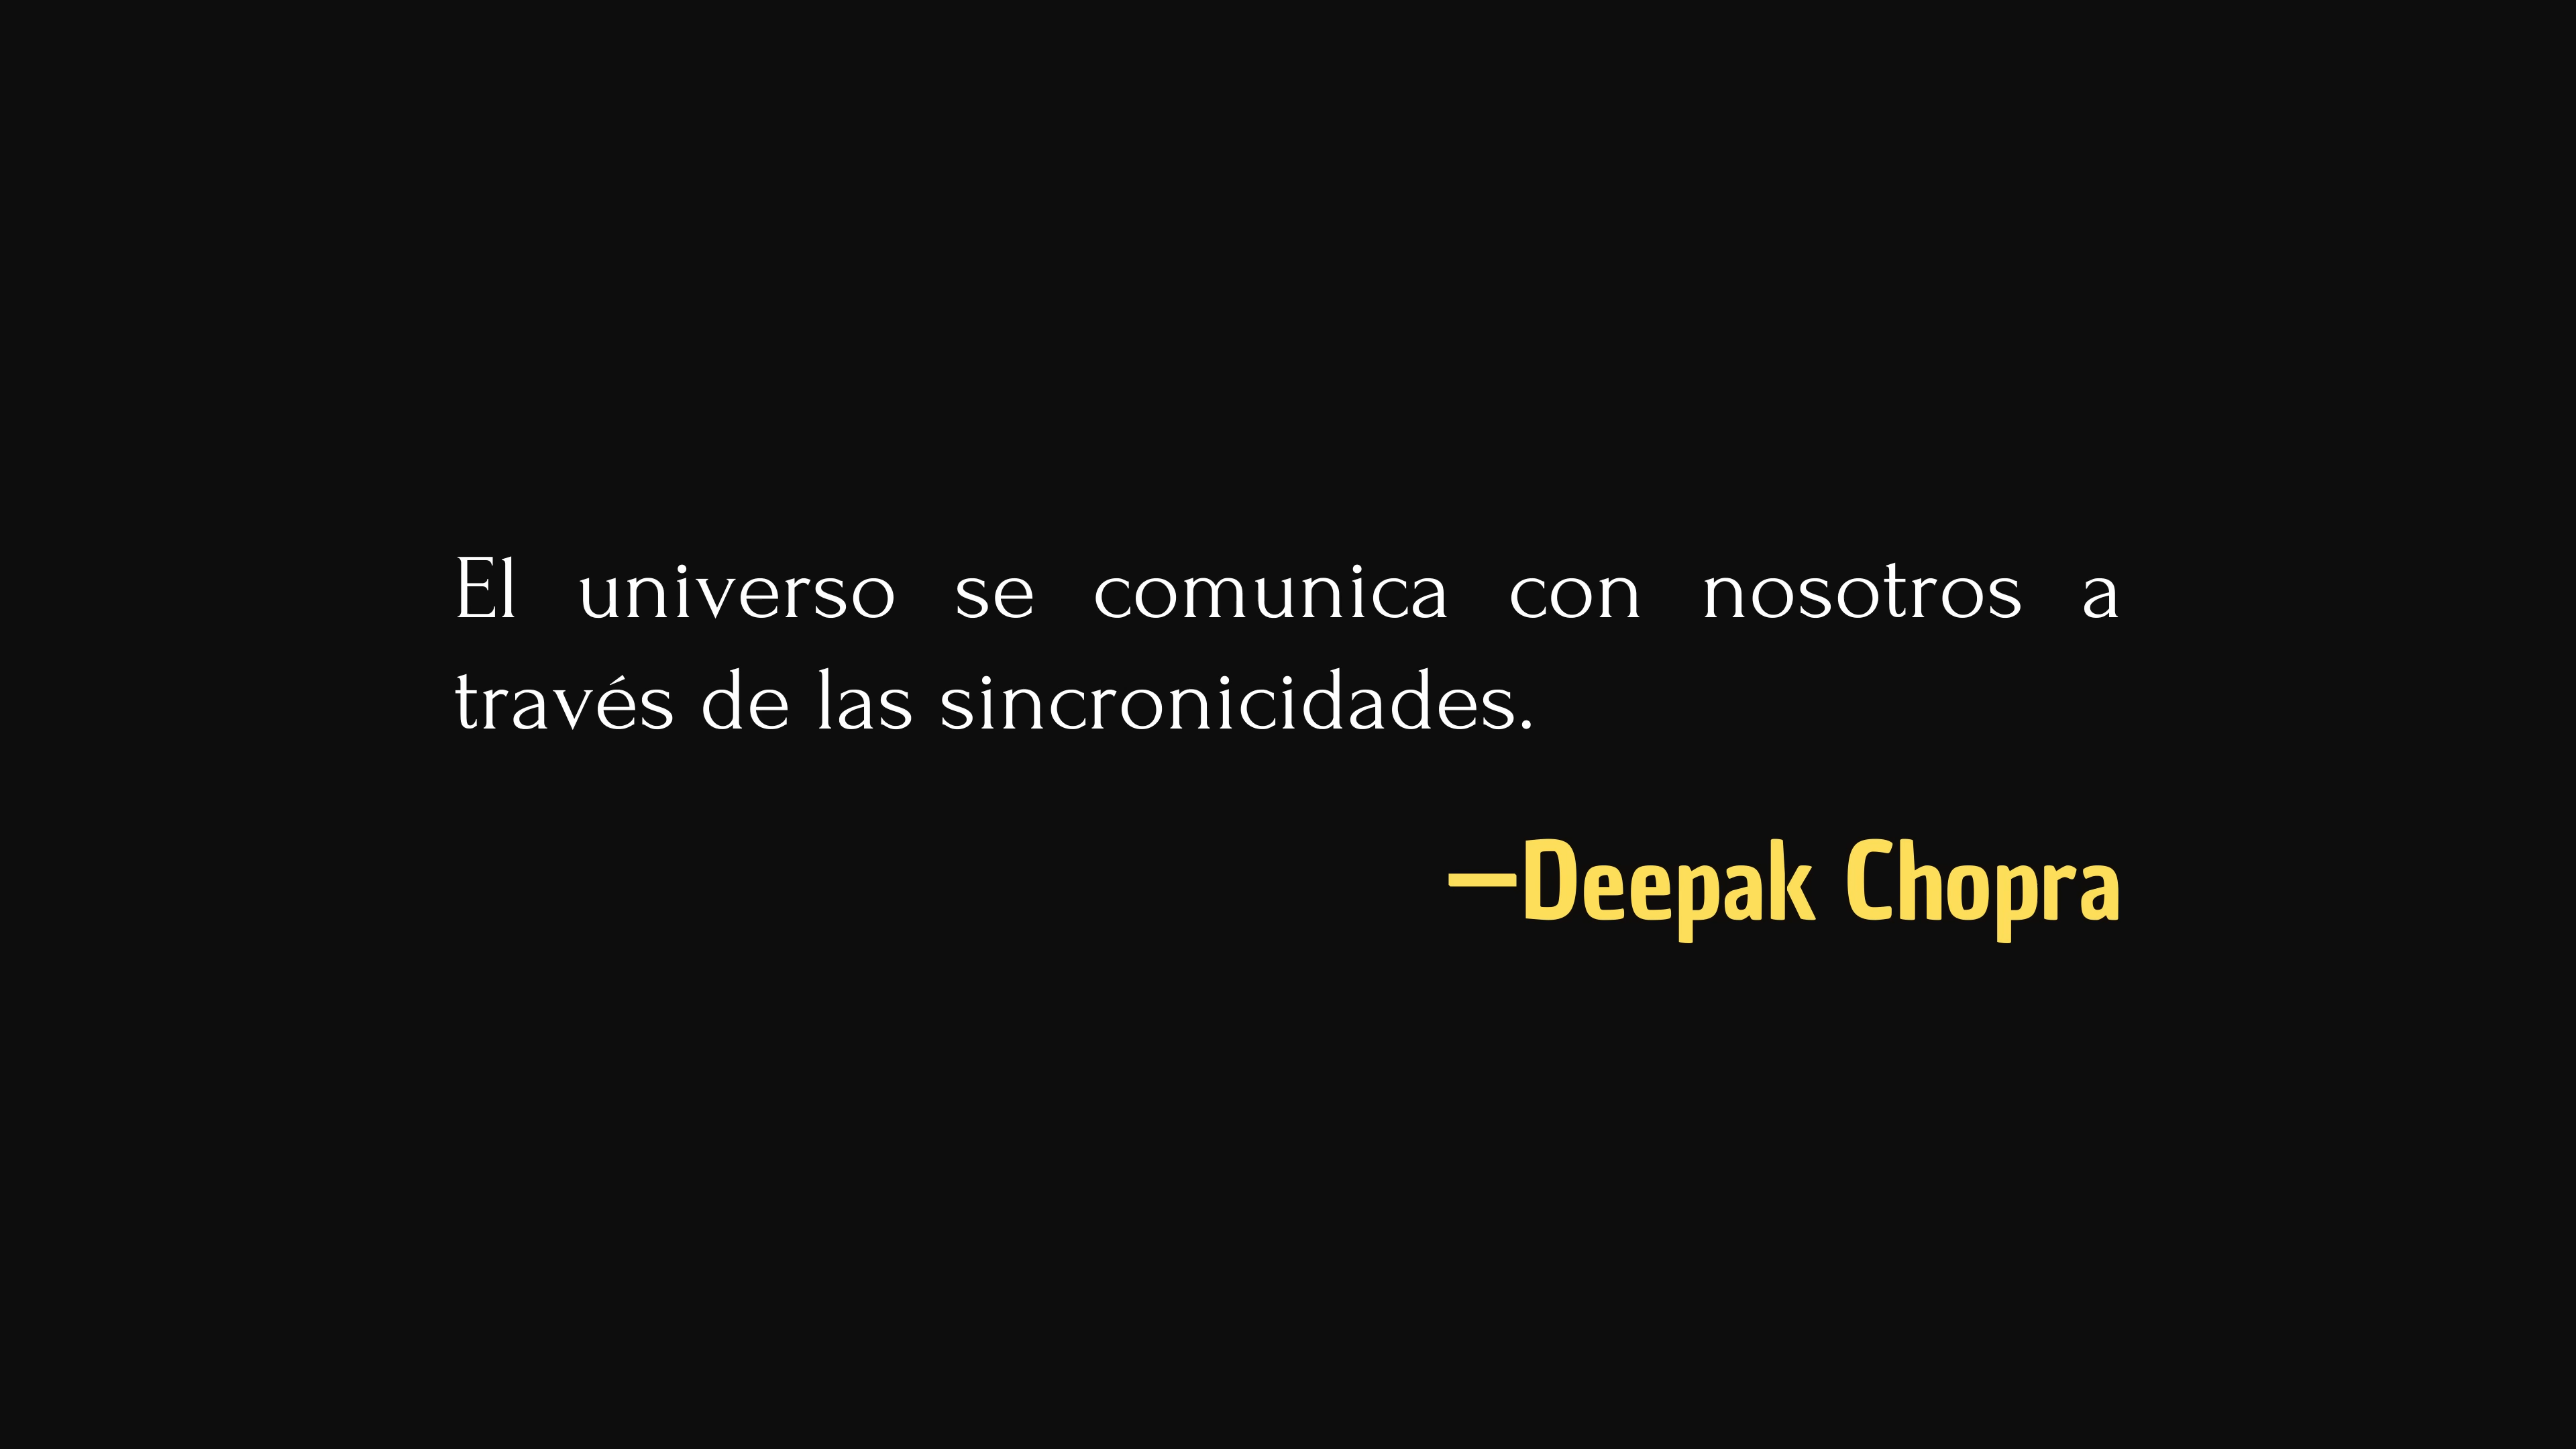 El universo se comunica con nosotros a
través de las sincronicidades.
—Deepak Chopra